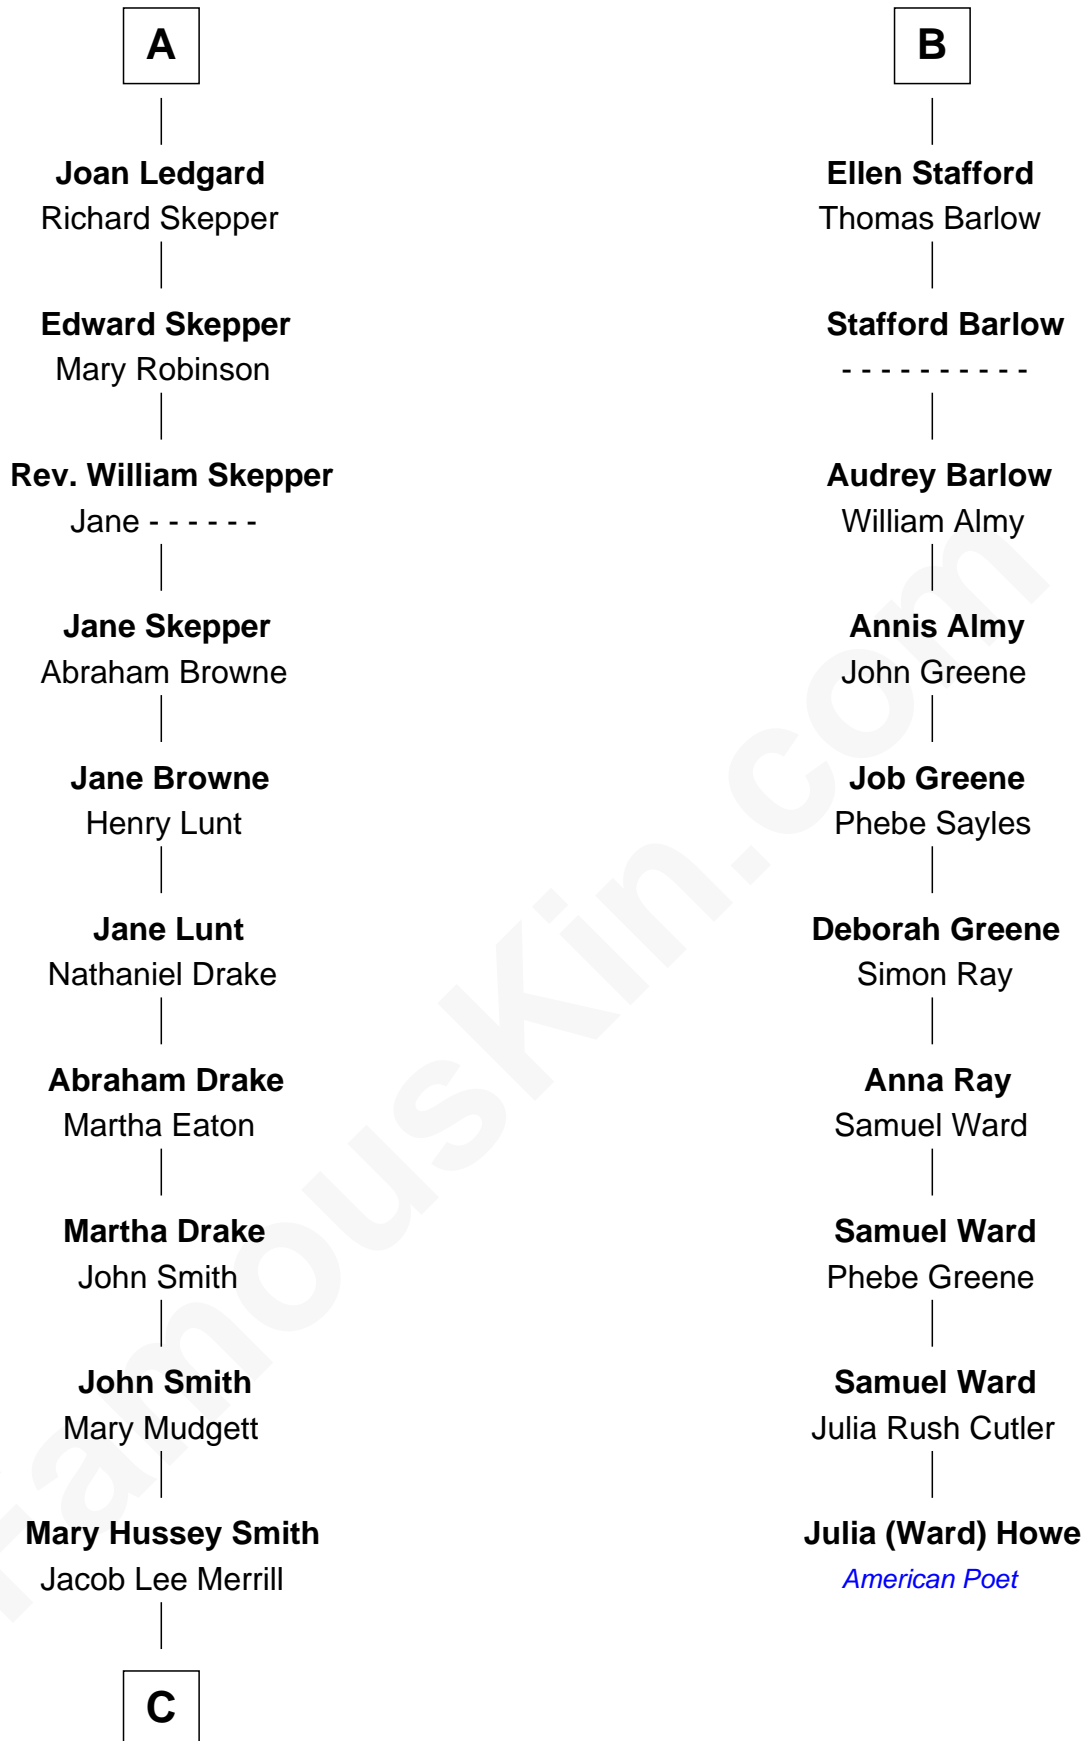 A
Joan Ledgard
Richard Skepper
Edward Skepper
Mary Robinson
Rev. William Skepper
Jane - - - - - -
Jane Skepper
Abraham Browne
Jane Browne
Henry Lunt
Jane Lunt
Nathaniel Drake
Abraham Drake
Martha Eaton
Martha Drake
John Smith
John Smith
Mary Mudgett
Mary Hussey Smith
Jacob Lee Merrill
C
B
Ellen Stafford
Thomas Barlow
Stafford Barlow
- - - - - - - - - -
Audrey Barlow
William Almy
Annis Almy
John Greene
Job Greene
Phebe Sayles
Deborah Greene
Simon Ray
Anna Ray
Samuel Ward
Samuel Ward
Phebe Greene
Samuel Ward
Julia Rush Cutler
Julia (Ward) Howe
American Poet
FamousKin.com